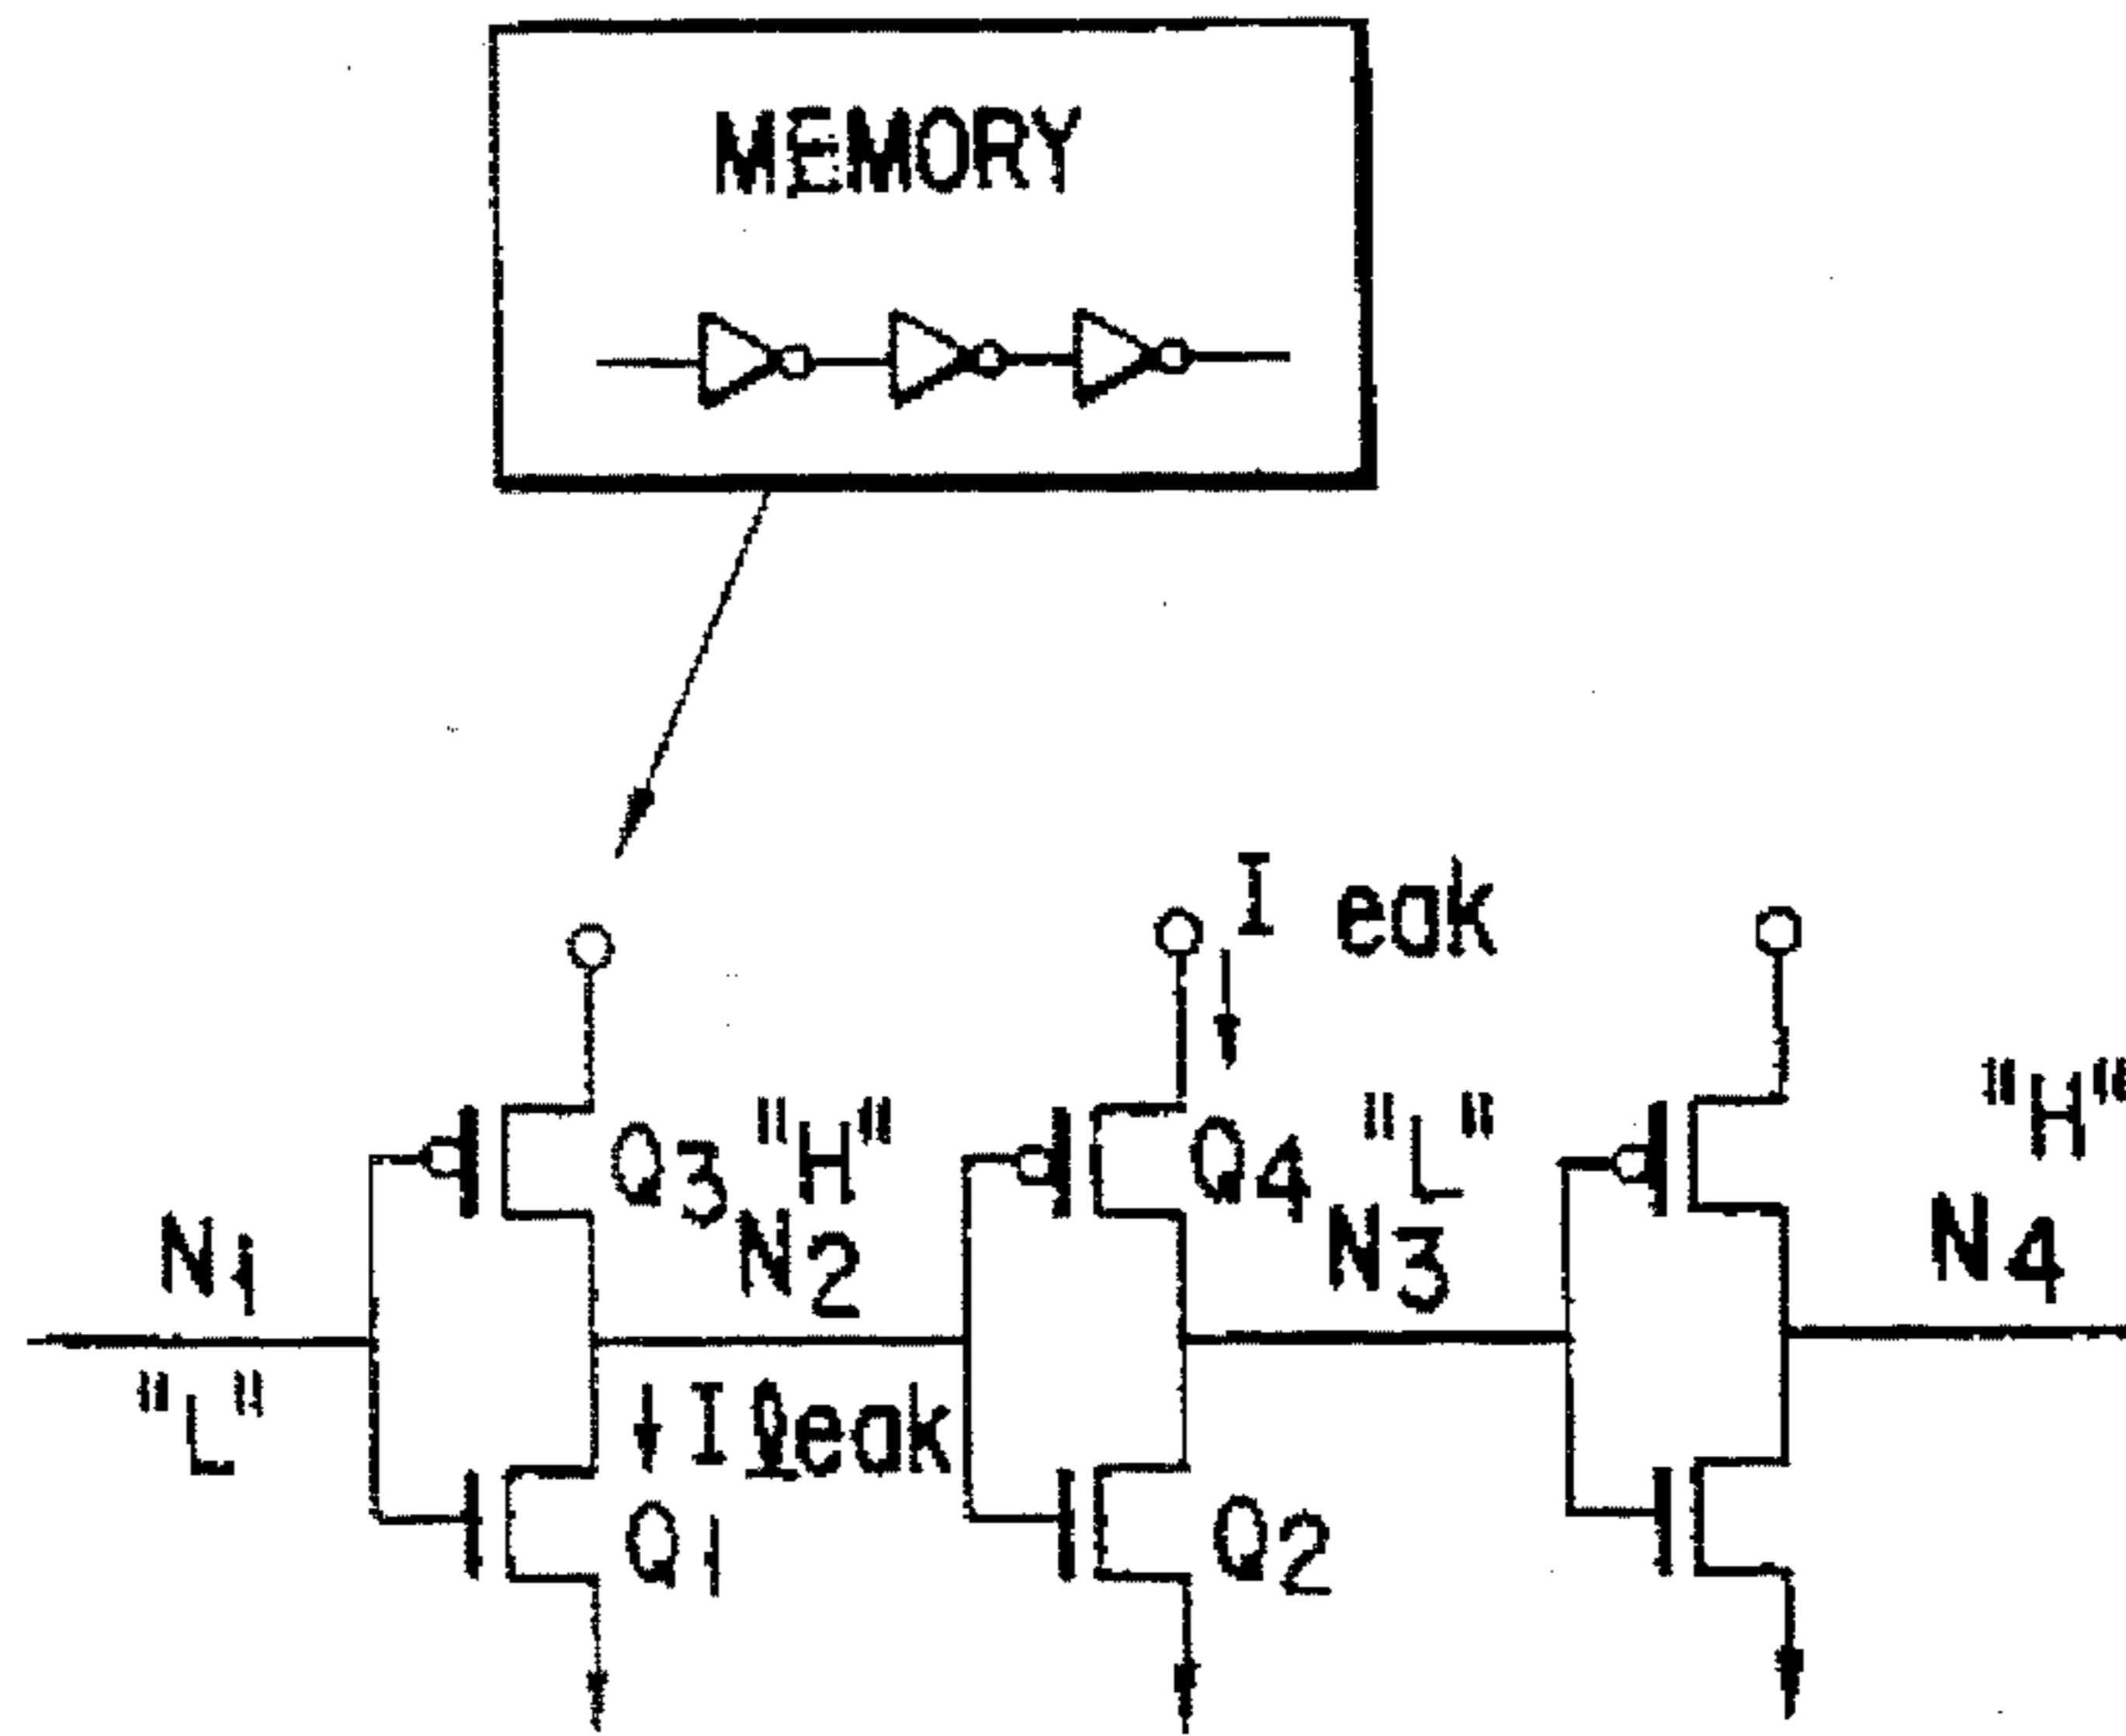 MEMORY
I eak
Q3
"H"
Q4
"L"
"H"
N1
N2
N3
N4
"L"
I leak
Q1
Q2